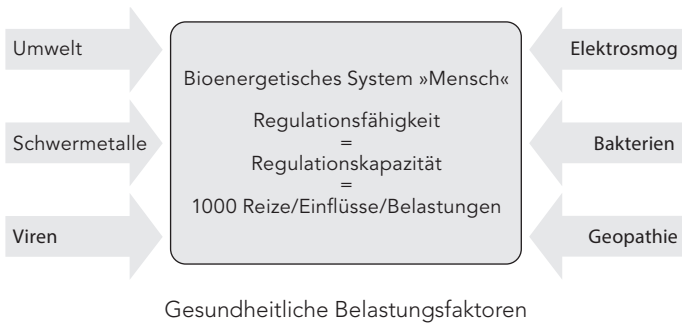 Umwelt
Schwermetalle
Viren
Bioenergetisches System »Mensch«
Regulationsfähigkeit
=
Regulationskapazität
=
1000 Reize/Einflüsse/Belastungen
Elektrosmog
Bakterien
Geopathie
Gesundheitliche Belastungsfaktoren